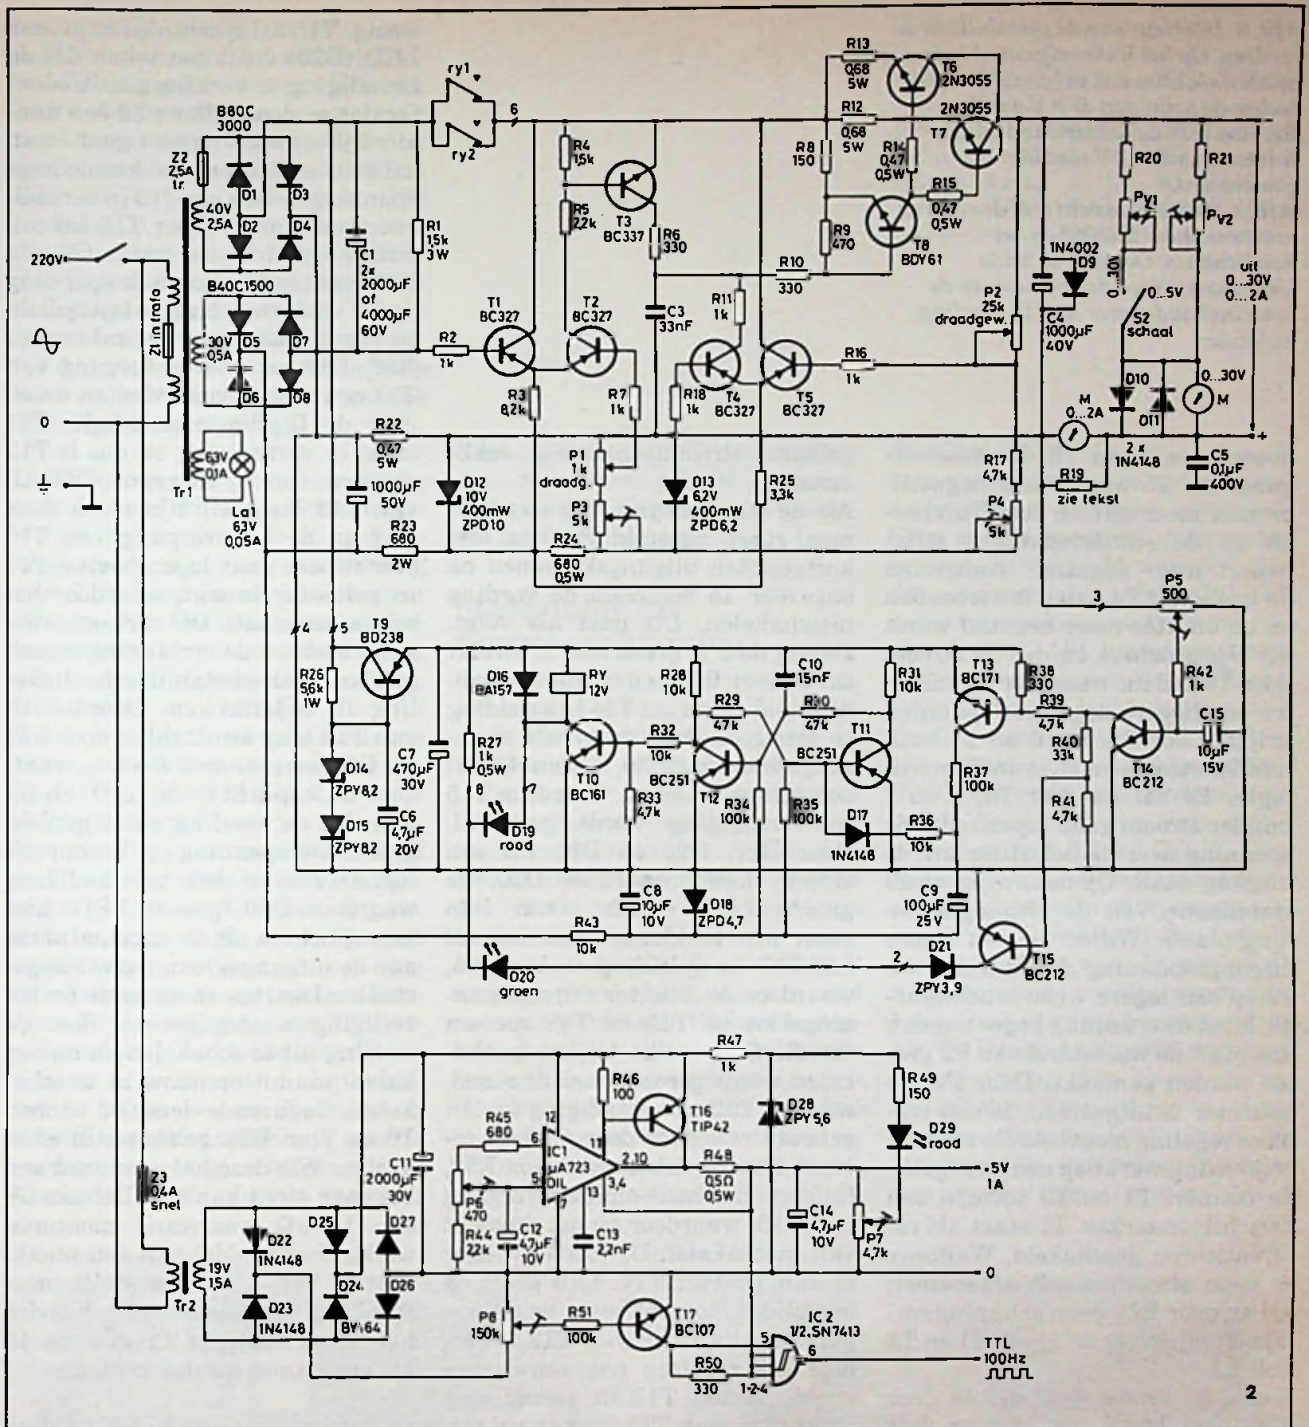 R13
0,68
5W
T6
2N3055
ry1
6
ry2
B80C
3000
Z2
2,5A
tr.
D1
D3
40V
2,5A
D2
D4
R4
1,5k
R5
2,2k
T3
BC337
R6
330
R12
0,68
5W
2N3055
T7
R8
150
R14
0,47
0,5W
R15
0,47
0,5W
R9
470
T8
BDY61
R20
R21
PV1
PV2
220V
C1
2x
2000µF
of
4000µF
60V
R1
1,5k
3W
R10
330
1N4002
D9
0...30V
0...5V
S2
schaal
uit
0...30V
0...2A
B40C1500
Z1 in trafo
30V
0,5A
D5
D7
D6
D8
T1
BC327
T2
BC327
R2
1k
C3
33nF
R11
1k
P2
25k
draadgew.
C4
1000µF
40V
R3
8,2k
R7
1k
R18
1k
T4
BC327
T5
BC327
R16
1k
D10
D11
0...30V
M
M
0...2A
2x
1N4148
0
6,3V
0,1A
La1
6,3V
0,05A
Tr1
R22
0,47
5W
1000µF
50V
D12
10V
400mW
ZPD10
P1
1k
draadg.
P3
5k
D13
6,2V
400mW
ZPD6,2
R25
3,3k
R17
4,7k
P4
5k
R19
zie tekst
C5
0,1µF
400V
+
R23
680
2W
R24
680
0,5W
3
P5
500
4
5
T9
BD238
R26
5,6k
1W
D16
BA157
RY
12V
R28
10k
C10
15nF
R31
10k
T13
BC171
R38
330
R42
1k
R29
47k
R30
47k
R39
47k
C15
10µF
15V
C7
470µF
30V
R27
1k
0,5W
8
7
T10
BC161
R32
10k
BC251
T12
T11
BC251
R40
33k
T14
BC212
D14
ZPY8,2
D15
ZPY8,2
C6
4,7µF
20V
D19
rood
R33
4,7k
R34
100k
R35
100k
D17
1N4148
R36
10k
R37
100k
R41
4,7k
C8
10µF
10V
D18
ZPD4,7
C9
100µF
25V
R43
10k
D20
groen
2
D21
ZPY3,9
T15
BC212
R47
1k
R46
100
T16
TIP42
D28
ZPY5,6
R49
150
D29
rood
R45
680
12
6
IC1
µA723
DIL
5
11
2,10
3,4
13
7
R48
0,5Ω
0,5W
+5V
1A
C11
2000µF
30V
P6
470
R44
2,2k
C12
4,7µF
10V
C13
2,2nF
C14
4,7µF
10V
P7
4,7k
0
Z3
0,4A
snel
D22
1N4148
D25
D27
19V
1,5A
Tr2
D23
1N4148
D24
BY164
D26
P8
150k
R51
100k
T17
BC107
IC2
1/2.SN7413
5
6
R50
330
1-2-4
TTL
100Hz
2